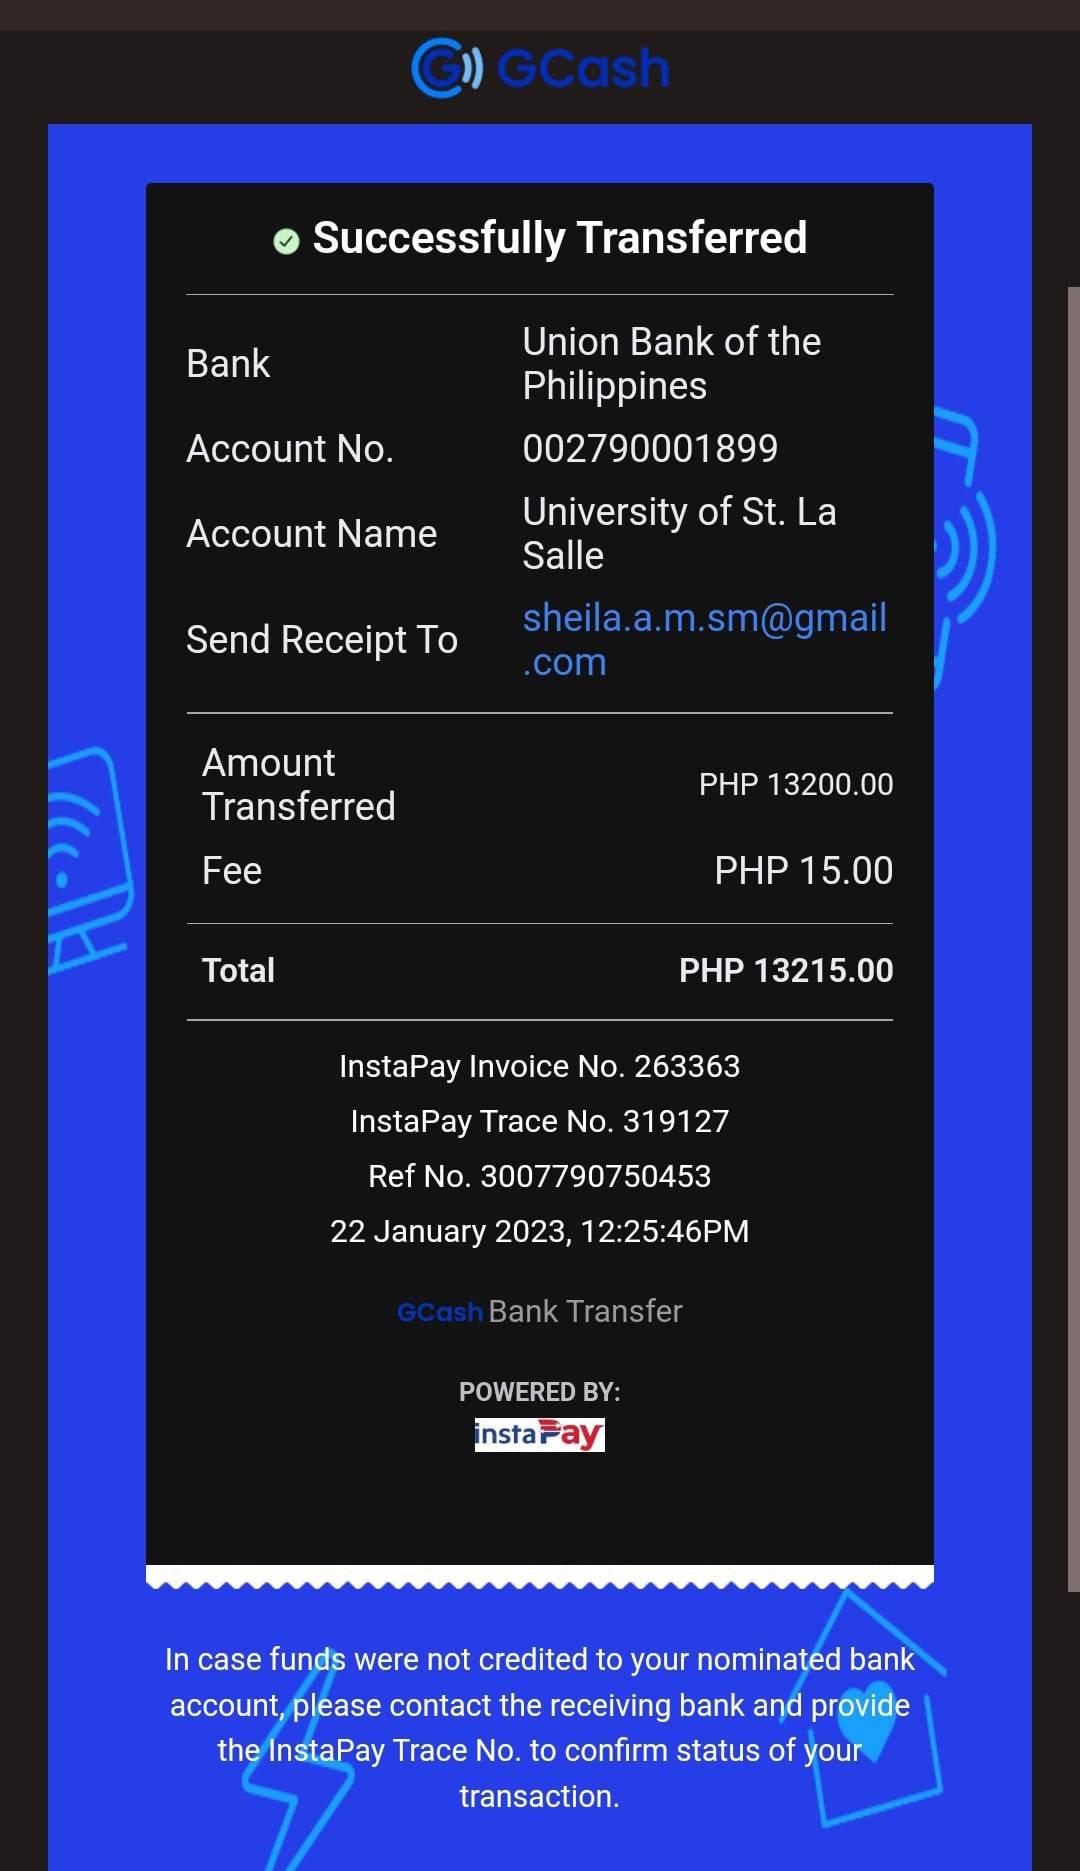 GCash
Successfully Transferred
Bank
Union Bank of the
Philippines
Account No.
002790001899
Account Name
University of St. La
Salle
Send Receipt To
sheila.a.m.sm@gmail
.com
Amount
Transferred
PHP 13200.00
Fee
PHP 15.00
Total
PHP 13215.00
InstaPay Invoice No. 263363
InstaPay Trace No. 319127
Ref No. 3007790750453
22 January 2023, 12:25:46PM
GCash Bank Transfer
POWERED BY:
instaPay
In case funds were not credited to your nominated bank
account, please contact the receiving bank and provide
the InstaPay Trace No. to confirm status of your
transaction.